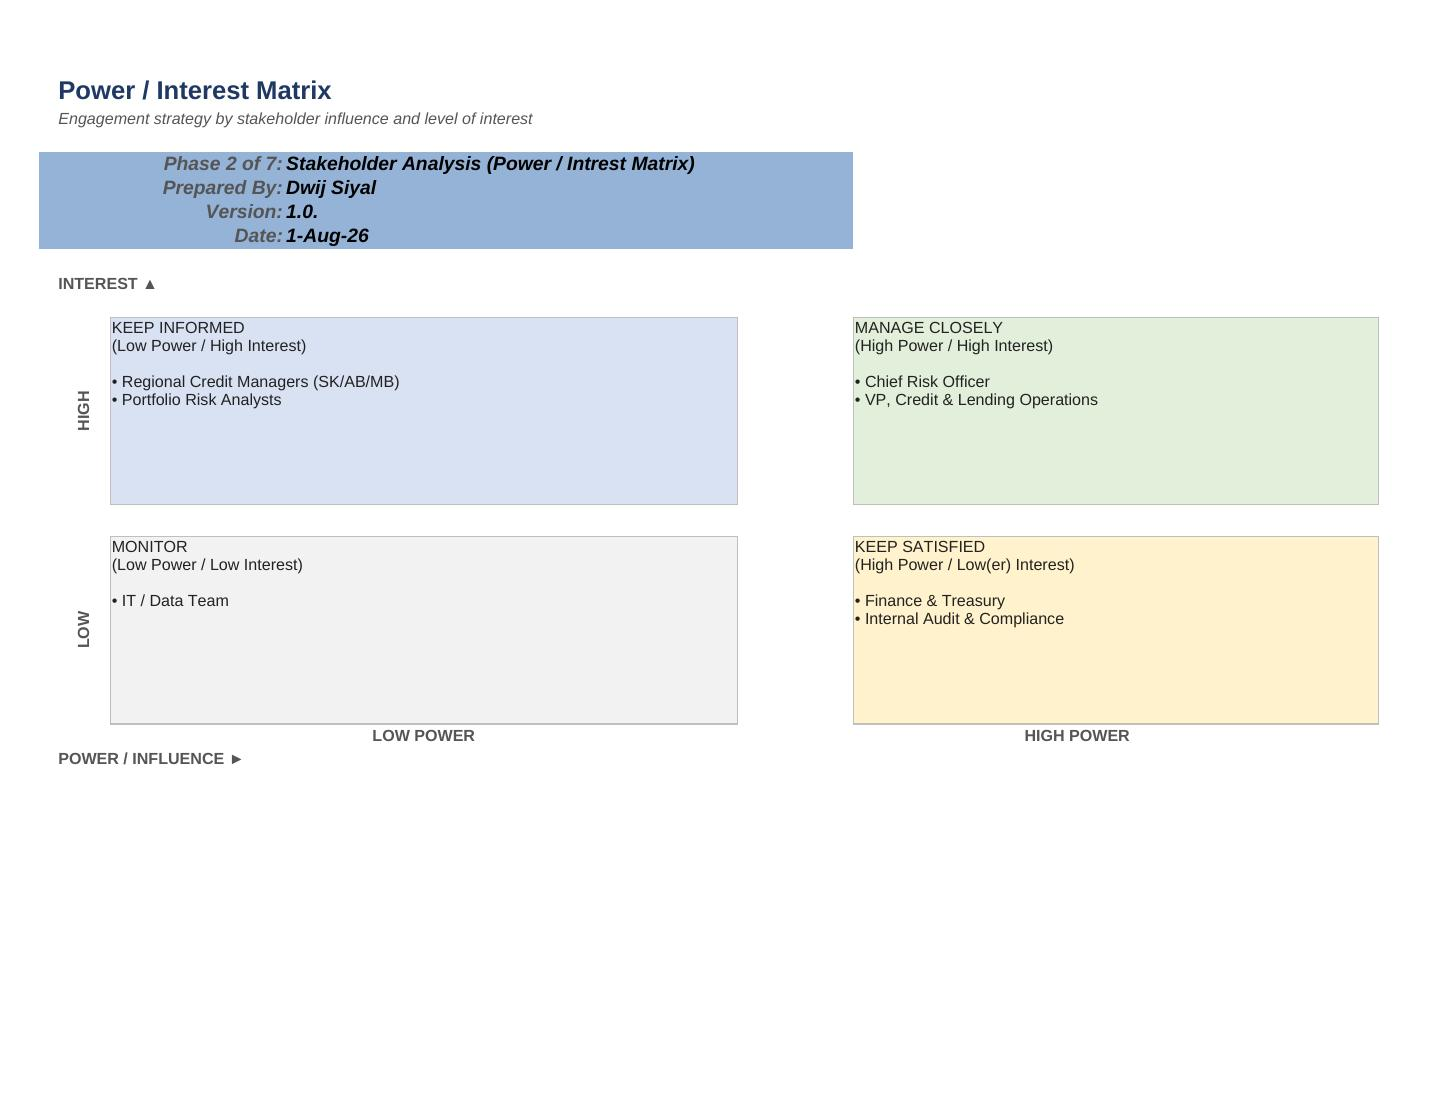 Power / Interest Matrix
Engagement strategy by stakeholder influence and level of interest
Phase 2 of 7: Stakeholder Analysis (Power / Intrest Matrix)
Prepared By: Dwij Siyal
Version: 1.0.
Date: 1-Aug-26
INTEREST ▲
HIGH
KEEP INFORMED
(Low Power / High Interest)
• Regional Credit Managers (SK/AB/MB)
• Portfolio Risk Analysts
MANAGE CLOSELY
(High Power / High Interest)
• Chief Risk Officer
• VP, Credit & Lending Operations
LOW
MONITOR
(Low Power / Low Interest)
• IT / Data Team
KEEP SATISFIED
(High Power / Low(er) Interest)
• Finance & Treasury
• Internal Audit & Compliance
LOW POWER
HIGH POWER
POWER / INFLUENCE ►